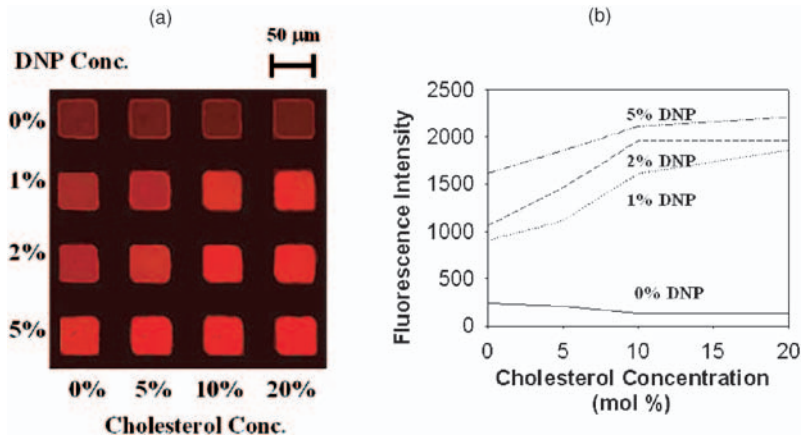 (a)
50 μm
DNP Conc.
0%
1%
2%
5%
0% 5% 10% 20%
Cholesterol Conc.
(b)
Fluorescence Intensity
2500
2000
1500
1000
500
0
5% DNP
2% DNP
1% DNP
0% DNP
0 5 10 15 20
Cholesterol Concentration
(mol %)